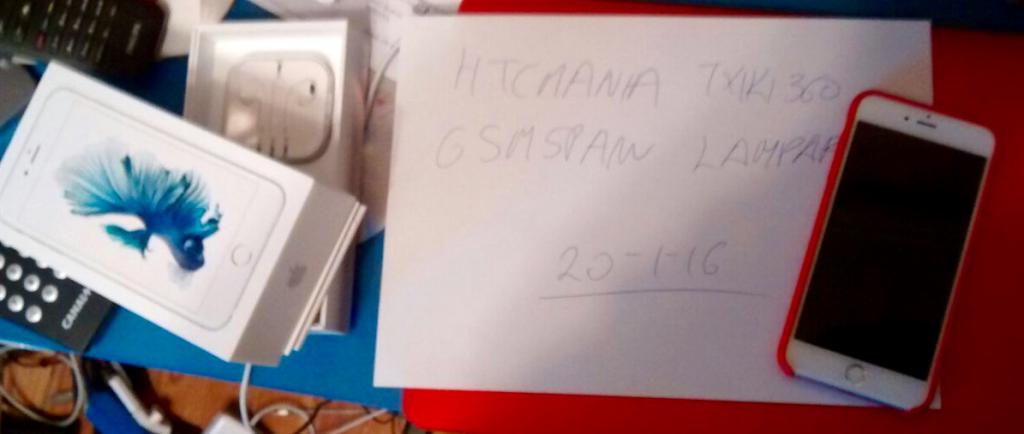 HTCMANIA TXIKI360
GSMSPAIN LAMPAR
20-1-16